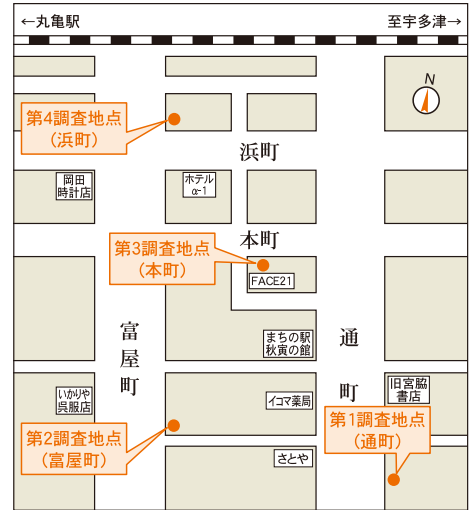 ←丸亀駅
至宇多津→
N
第4調査地点
(浜町)
浜町
岡田
時計店
ホテル
α-1
本町
第3調査地点
(本町)
FACE21
富屋町
まちの駅
秋寅の館
通町
いかりや
呉服店
イコマ薬局
旧宮脇
書店
第1調査地点
(通町)
第2調査地点
(富屋町)
さとや